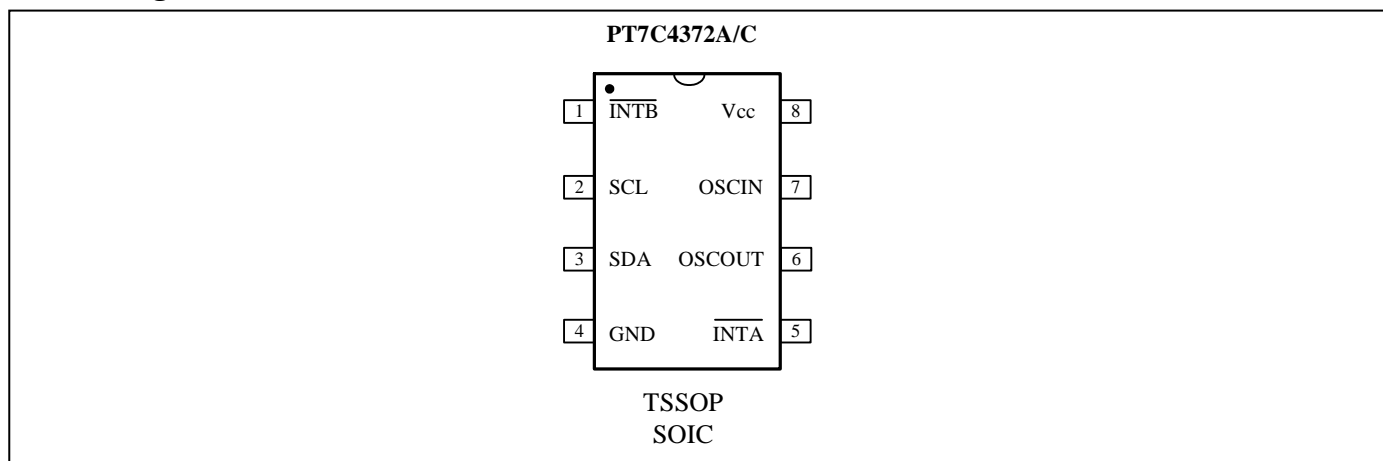 PT7C4372A/C
1 INTB Vcc 8
2 SCL OSCIN 7
3 SDA OSCOUT 6
4 GND INTA 5
TSSOP
SOIC